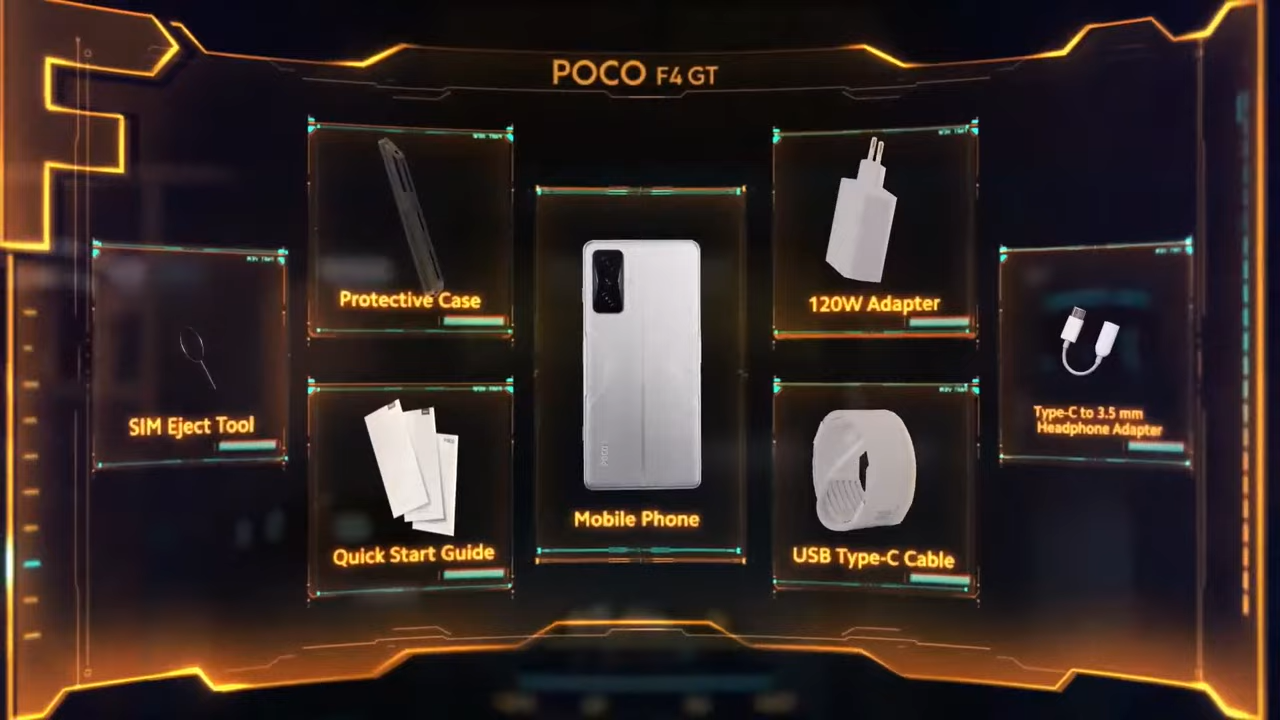 POCO F4 GT
Protective Case
120W Adapter
SIM Eject Tool
Mobile Phone
Type-C to 3.5 mm
Headphone Adapter
Quick Start Guide
USB Type-C Cable